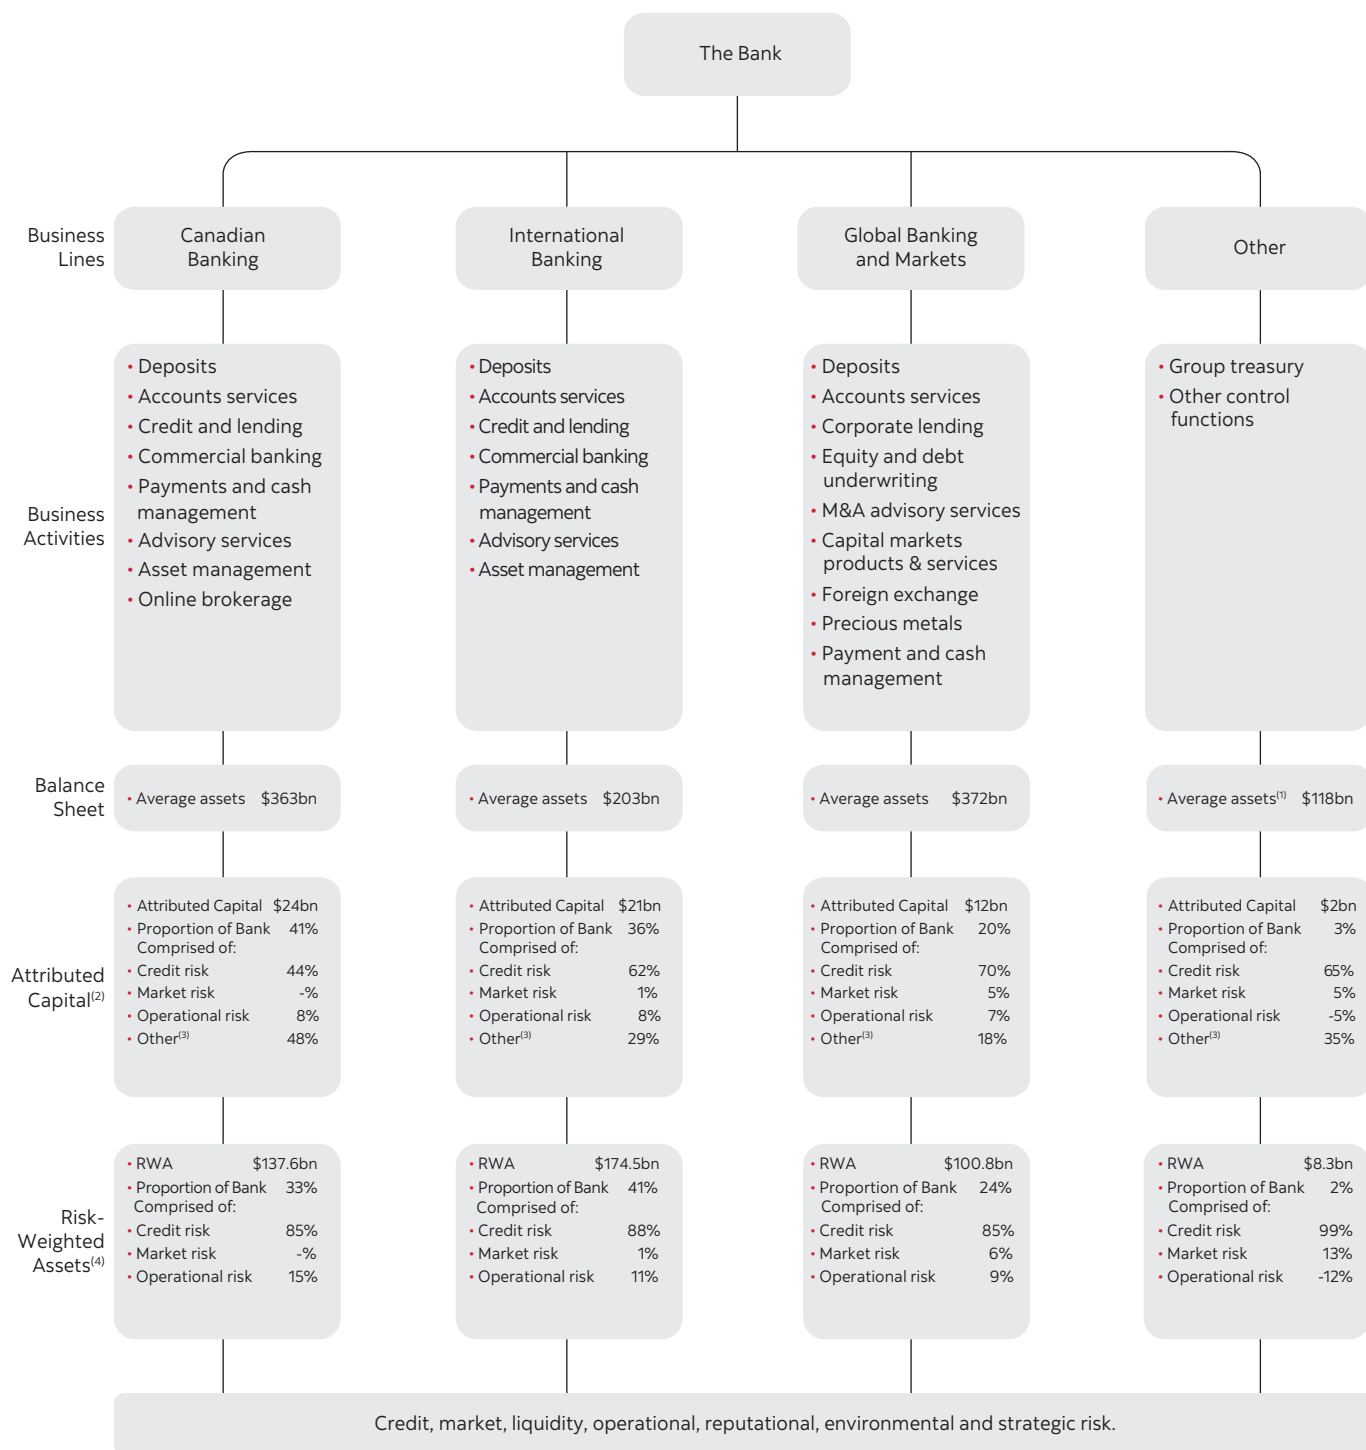 The Bank
Business
Lines
Canadian
Banking
International
Banking
Global Banking
and Markets
Other
Business
Activities
• Deposits
• Accounts services
• Credit and lending
• Commercial banking
• Payments and cash
management
• Advisory services
• Asset management
• Online brokerage
• Deposits
• Accounts services
• Credit and lending
• Commercial banking
• Payments and cash
management
• Advisory services
• Asset management
• Deposits
• Accounts services
• Corporate lending
• Equity and debt
underwriting
• M&A advisory services
• Capital markets
products & services
• Foreign exchange
• Precious metals
• Payment and cash
management
• Group treasury
• Other control
functions
Balance
Sheet
• Average assets $363bn
• Average assets $203bn
• Average assets $372bn
• Average assets(1) $118bn
Attributed
Capital(2)
• Attributed Capital $24bn
• Proportion of Bank 41%
Comprised of:
• Credit risk 44%
• Market risk -%
• Operational risk 8%
• Other(3) 48%
• Attributed Capital $21bn
• Proportion of Bank 36%
Comprised of:
• Credit risk 62%
• Market risk 1%
• Operational risk 8%
• Other(3) 29%
• Attributed Capital $12bn
• Proportion of Bank 20%
Comprised of:
• Credit risk 70%
• Market risk 5%
• Operational risk 7%
• Other(3) 18%
• Attributed Capital $2bn
• Proportion of Bank 3%
Comprised of:
• Credit risk 65%
• Market risk 5%
• Operational risk -5%
• Other(3) 35%
Risk-
Weighted
Assets(4)
• RWA $137.6bn
• Proportion of Bank 33%
Comprised of:
• Credit risk 85%
• Market risk -%
• Operational risk 15%
• RWA $174.5bn
• Proportion of Bank 41%
Comprised of:
• Credit risk 88%
• Market risk 1%
• Operational risk 11%
• RWA $100.8bn
• Proportion of Bank 24%
Comprised of:
• Credit risk 85%
• Market risk 6%
• Operational risk 9%
• RWA $8.3bn
• Proportion of Bank 2%
Comprised of:
• Credit risk 99%
• Market risk 13%
• Operational risk -12%
Credit, market, liquidity, operational, reputational, environmental and strategic risk.